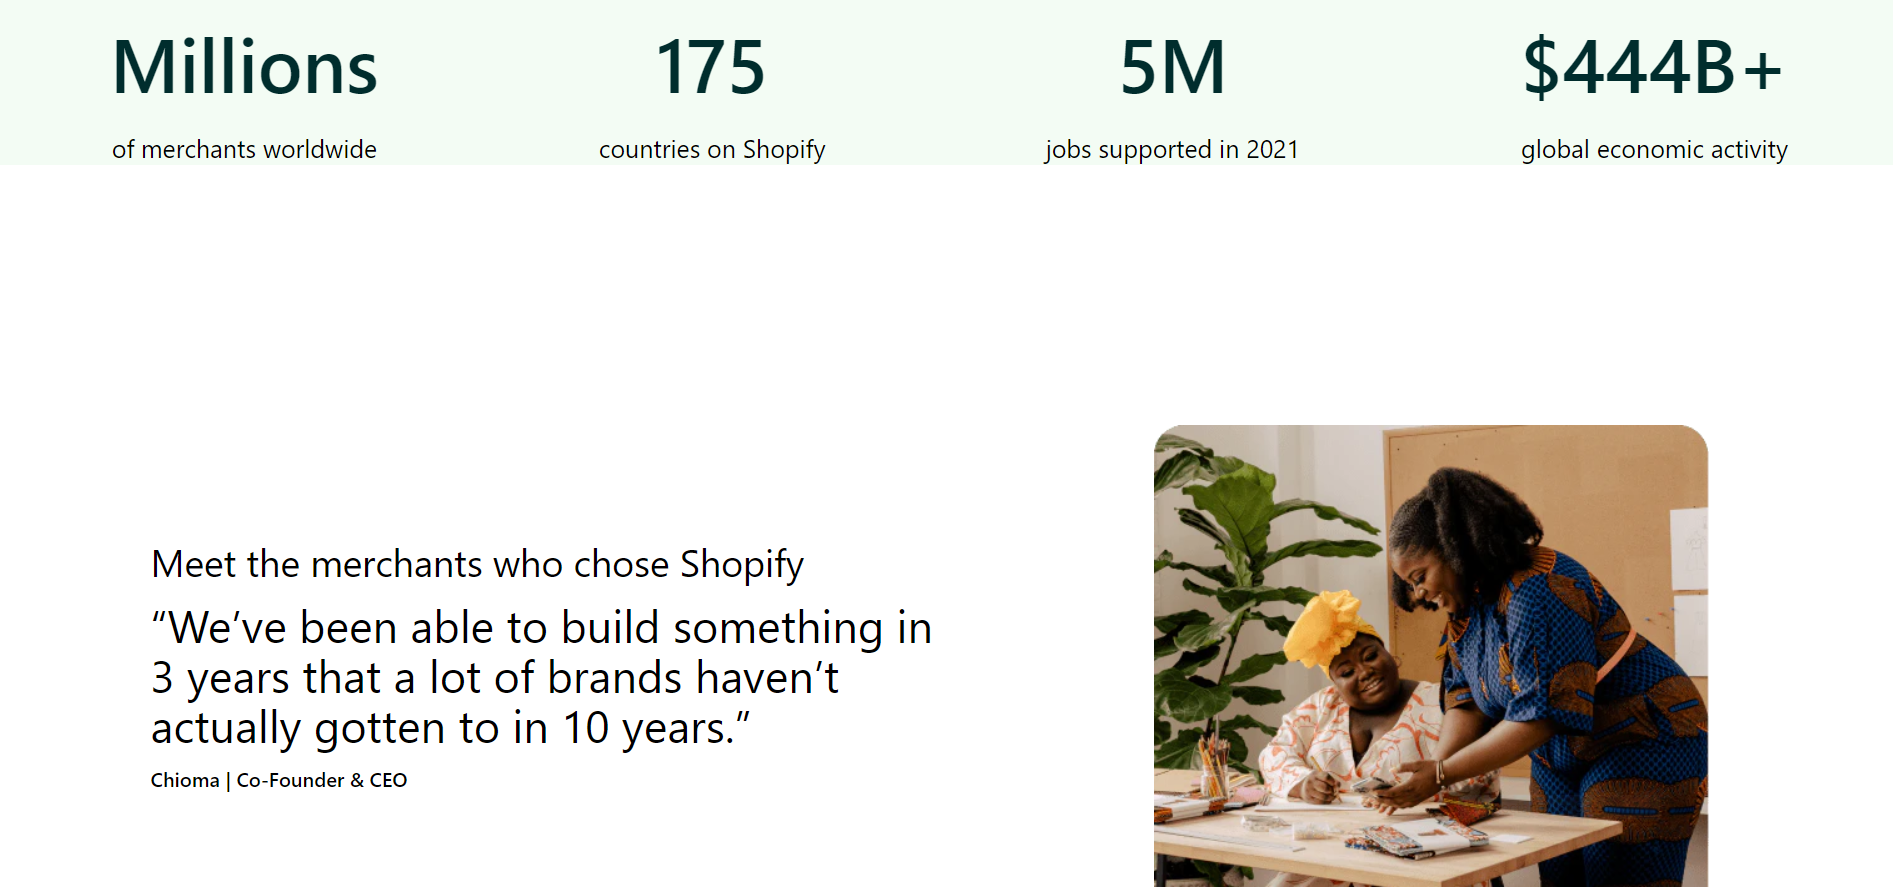 Millions
of merchants worldwide
175
countries on Shopify
5M
jobs supported in 2021
$444B+
global economic activity
Meet the merchants who chose Shopify
“We’ve been able to build something in
3 years that a lot of brands haven’t
actually gotten to in 10 years.”
Chioma | Co-Founder & CEO